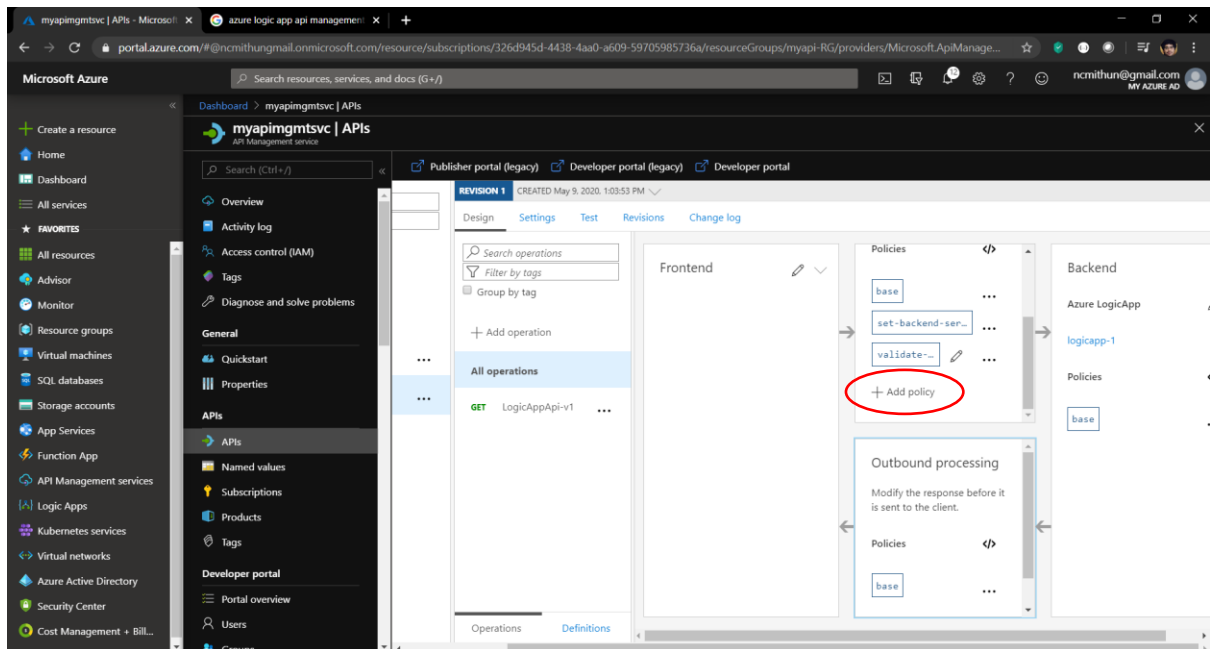 myapimgmtsvc | APIs - Microsoft
azure logic app api management
portal.azure.com/#@ncmithungmail.onmicrosoft.com/resource/subscriptions/326d945d-4438-4aa0-a609-59705985736a/resourceGroups/myapi-RG/providers/Microsoft.ApiManage...
Microsoft Azure
Search resources, services, and docs (G+/)
12
ncmithun@gmail.com
MY AZURE AD
Create a resource
Home
Dashboard
All services
FAVORITES
All resources
Advisor
Monitor
Resource groups
Virtual machines
SQL databases
Storage accounts
App Services
Function App
API Management services
Logic Apps
Kubernetes services
Virtual networks
Azure Active Directory
Security Center
Cost Management + Bill...
Dashboard > myapimgmtsvc | APIs
myapimgmtsvc | APIs
API Management service
Search (Ctrl+/)
Overview
Activity log
Access control (IAM)
Tags
Diagnose and solve problems
General
Quickstart
Properties
APIs
APIs
Named values
Subscriptions
Products
Tags
Developer portal
Portal overview
Users
Groups
Publisher portal (legacy) Developer portal (legacy) Developer portal
REVISION 1 CREATED May 9, 2020, 1:03:53 PM
Design Settings Test Revisions Change log
Search operations
Filter by tags
Group by tag
+ Add operation
All operations
GET LogicAppApi-v1 ...
Operations Definitions
Frontend
Policies </>
base ...
set-backend-ser… ...
validate-… ...
+ Add policy
Outbound processing
Modify the response before it
is sent to the client.
Policies </>
base ...
Backend
Azure LogicApp
logicapp-1
Policies
base